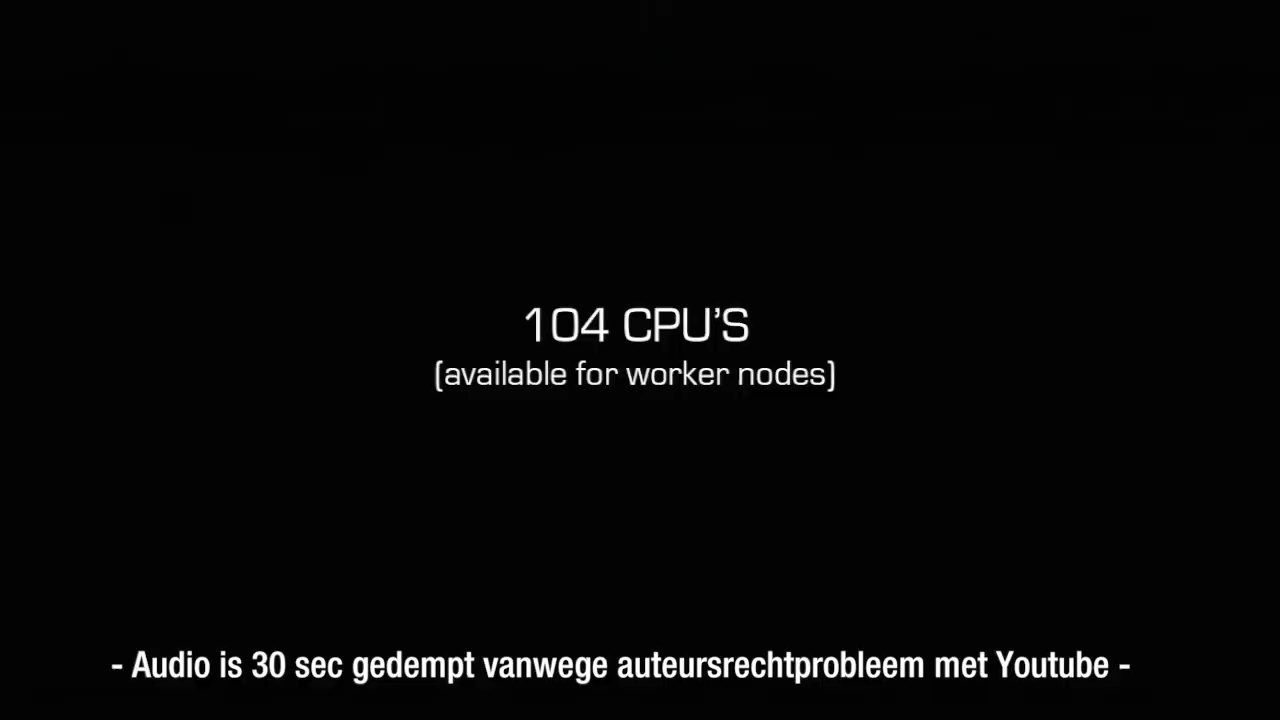 104 CPU'S
(available for worker nodes)
- Audio is 30 sec gedempt vanwege auteursrechtprobleem met Youtube -